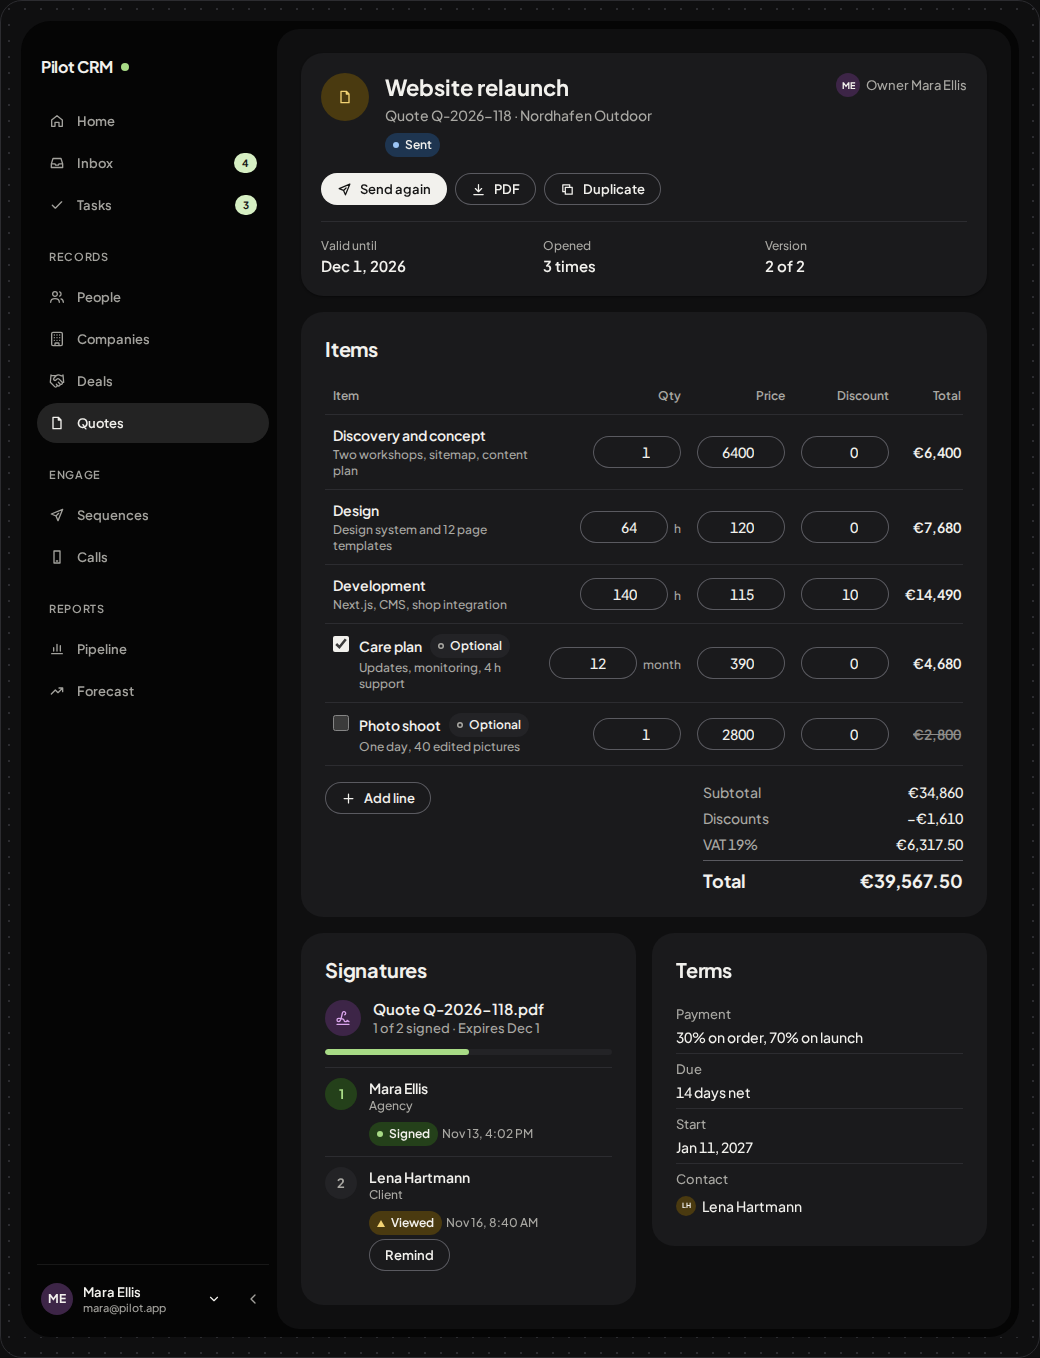 Pilot CRM
Home
Inbox 4
Tasks 3
RECORDS
People
Companies
Deals
Quotes
ENGAGE
Sequences
Calls
REPORTS
Pipeline
Forecast
ME Mara Ellis
mara@pilot.app
Website relaunch
Quote Q-2026-118 · Nordhafen Outdoor
Sent
ME Owner Mara Ellis
Send again PDF Duplicate
Valid until Opened Version
Dec 1, 2026 3 times 2 of 2
Items
Item Qty Price Discount Total
Discovery and concept
Two workshops, sitemap, content
plan
1 6400 0 €6,400
Design
Design system and 12 page
templates
64 h 120 0 €7,680
Development
Next.js, CMS, shop integration
140 h 115 10 €14,490
Care plan Optional
Updates, monitoring, 4 h
support
12 month 390 0 €4,680
Photo shoot Optional
One day, 40 edited pictures
1 2800 0 €2,800
Add line
Subtotal €34,860
Discounts −€1,610
VAT 19% €6,317.50
Total €39,567.50
Signatures
Quote Q-2026-118.pdf
1 of 2 signed · Expires Dec 1
1 Mara Ellis
Agency
Signed Nov 13, 4:02 PM
2 Lena Hartmann
Client
Viewed Nov 16, 8:40 AM
Remind
Terms
Payment
30% on order, 70% on launch
Due
14 days net
Start
Jan 11, 2027
Contact
LH Lena Hartmann